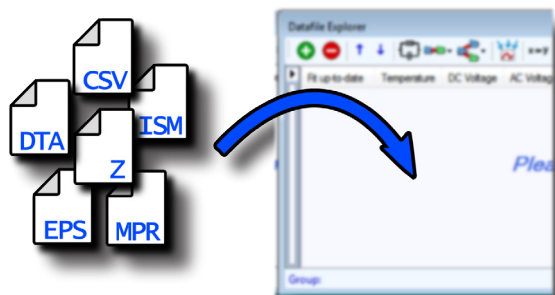 CSV
DTA
ISM
Z
EPS
MPR
Datafile Explorer
Fit up-to-date Temperature DC Voltage AC Voltag
Plea
Group: